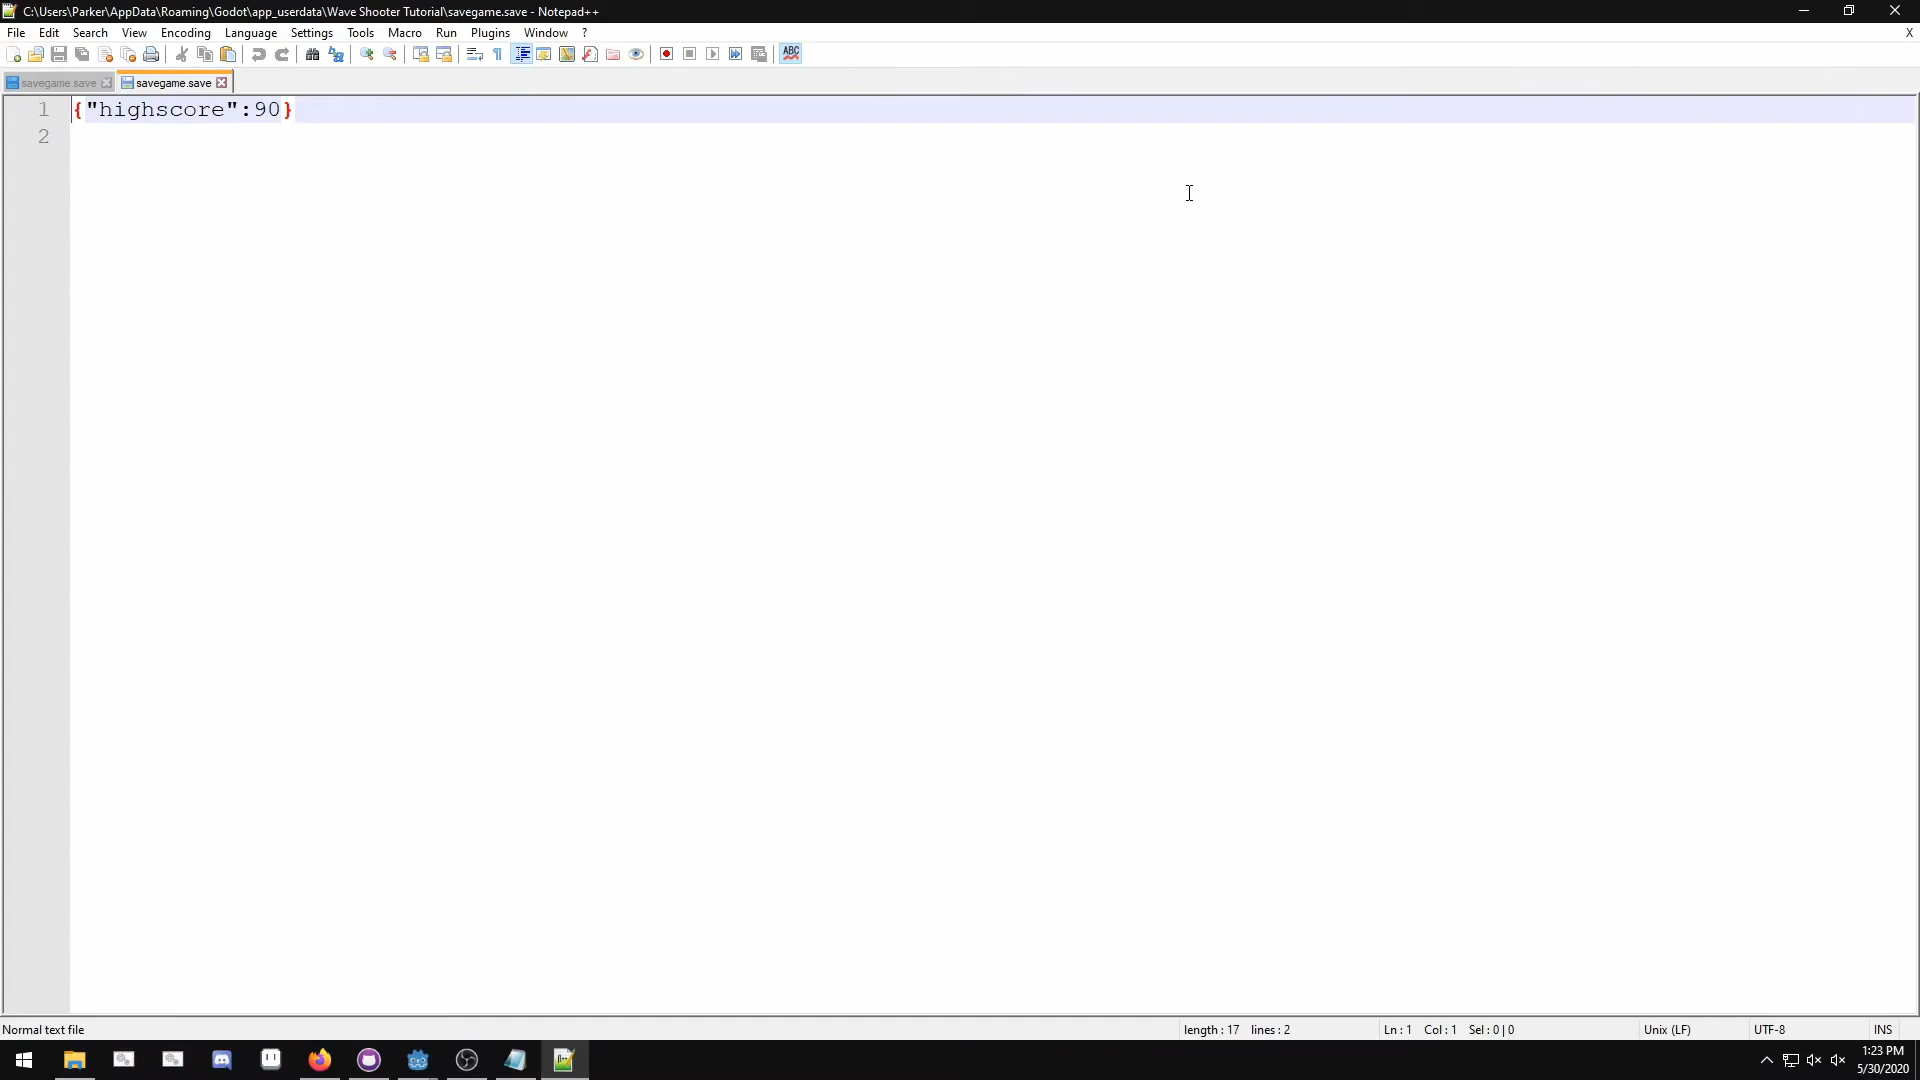 C:\Users\Parker\AppData\Roaming\Godot\app_userdata\Wave Shooter Tutorial\savegame.save - Notepad++
File Edit Search View Encoding Language Settings Tools Macro Run Plugins Window ? X
ABC
savegame.save savegame.save
1 {"highscore":90}
2
Normal text file length : 17 lines : 2 Ln : 1 Col : 1 Sel : 0 | 0 Unix (LF) UTF-8 INS
1:23 PM
5/30/2020